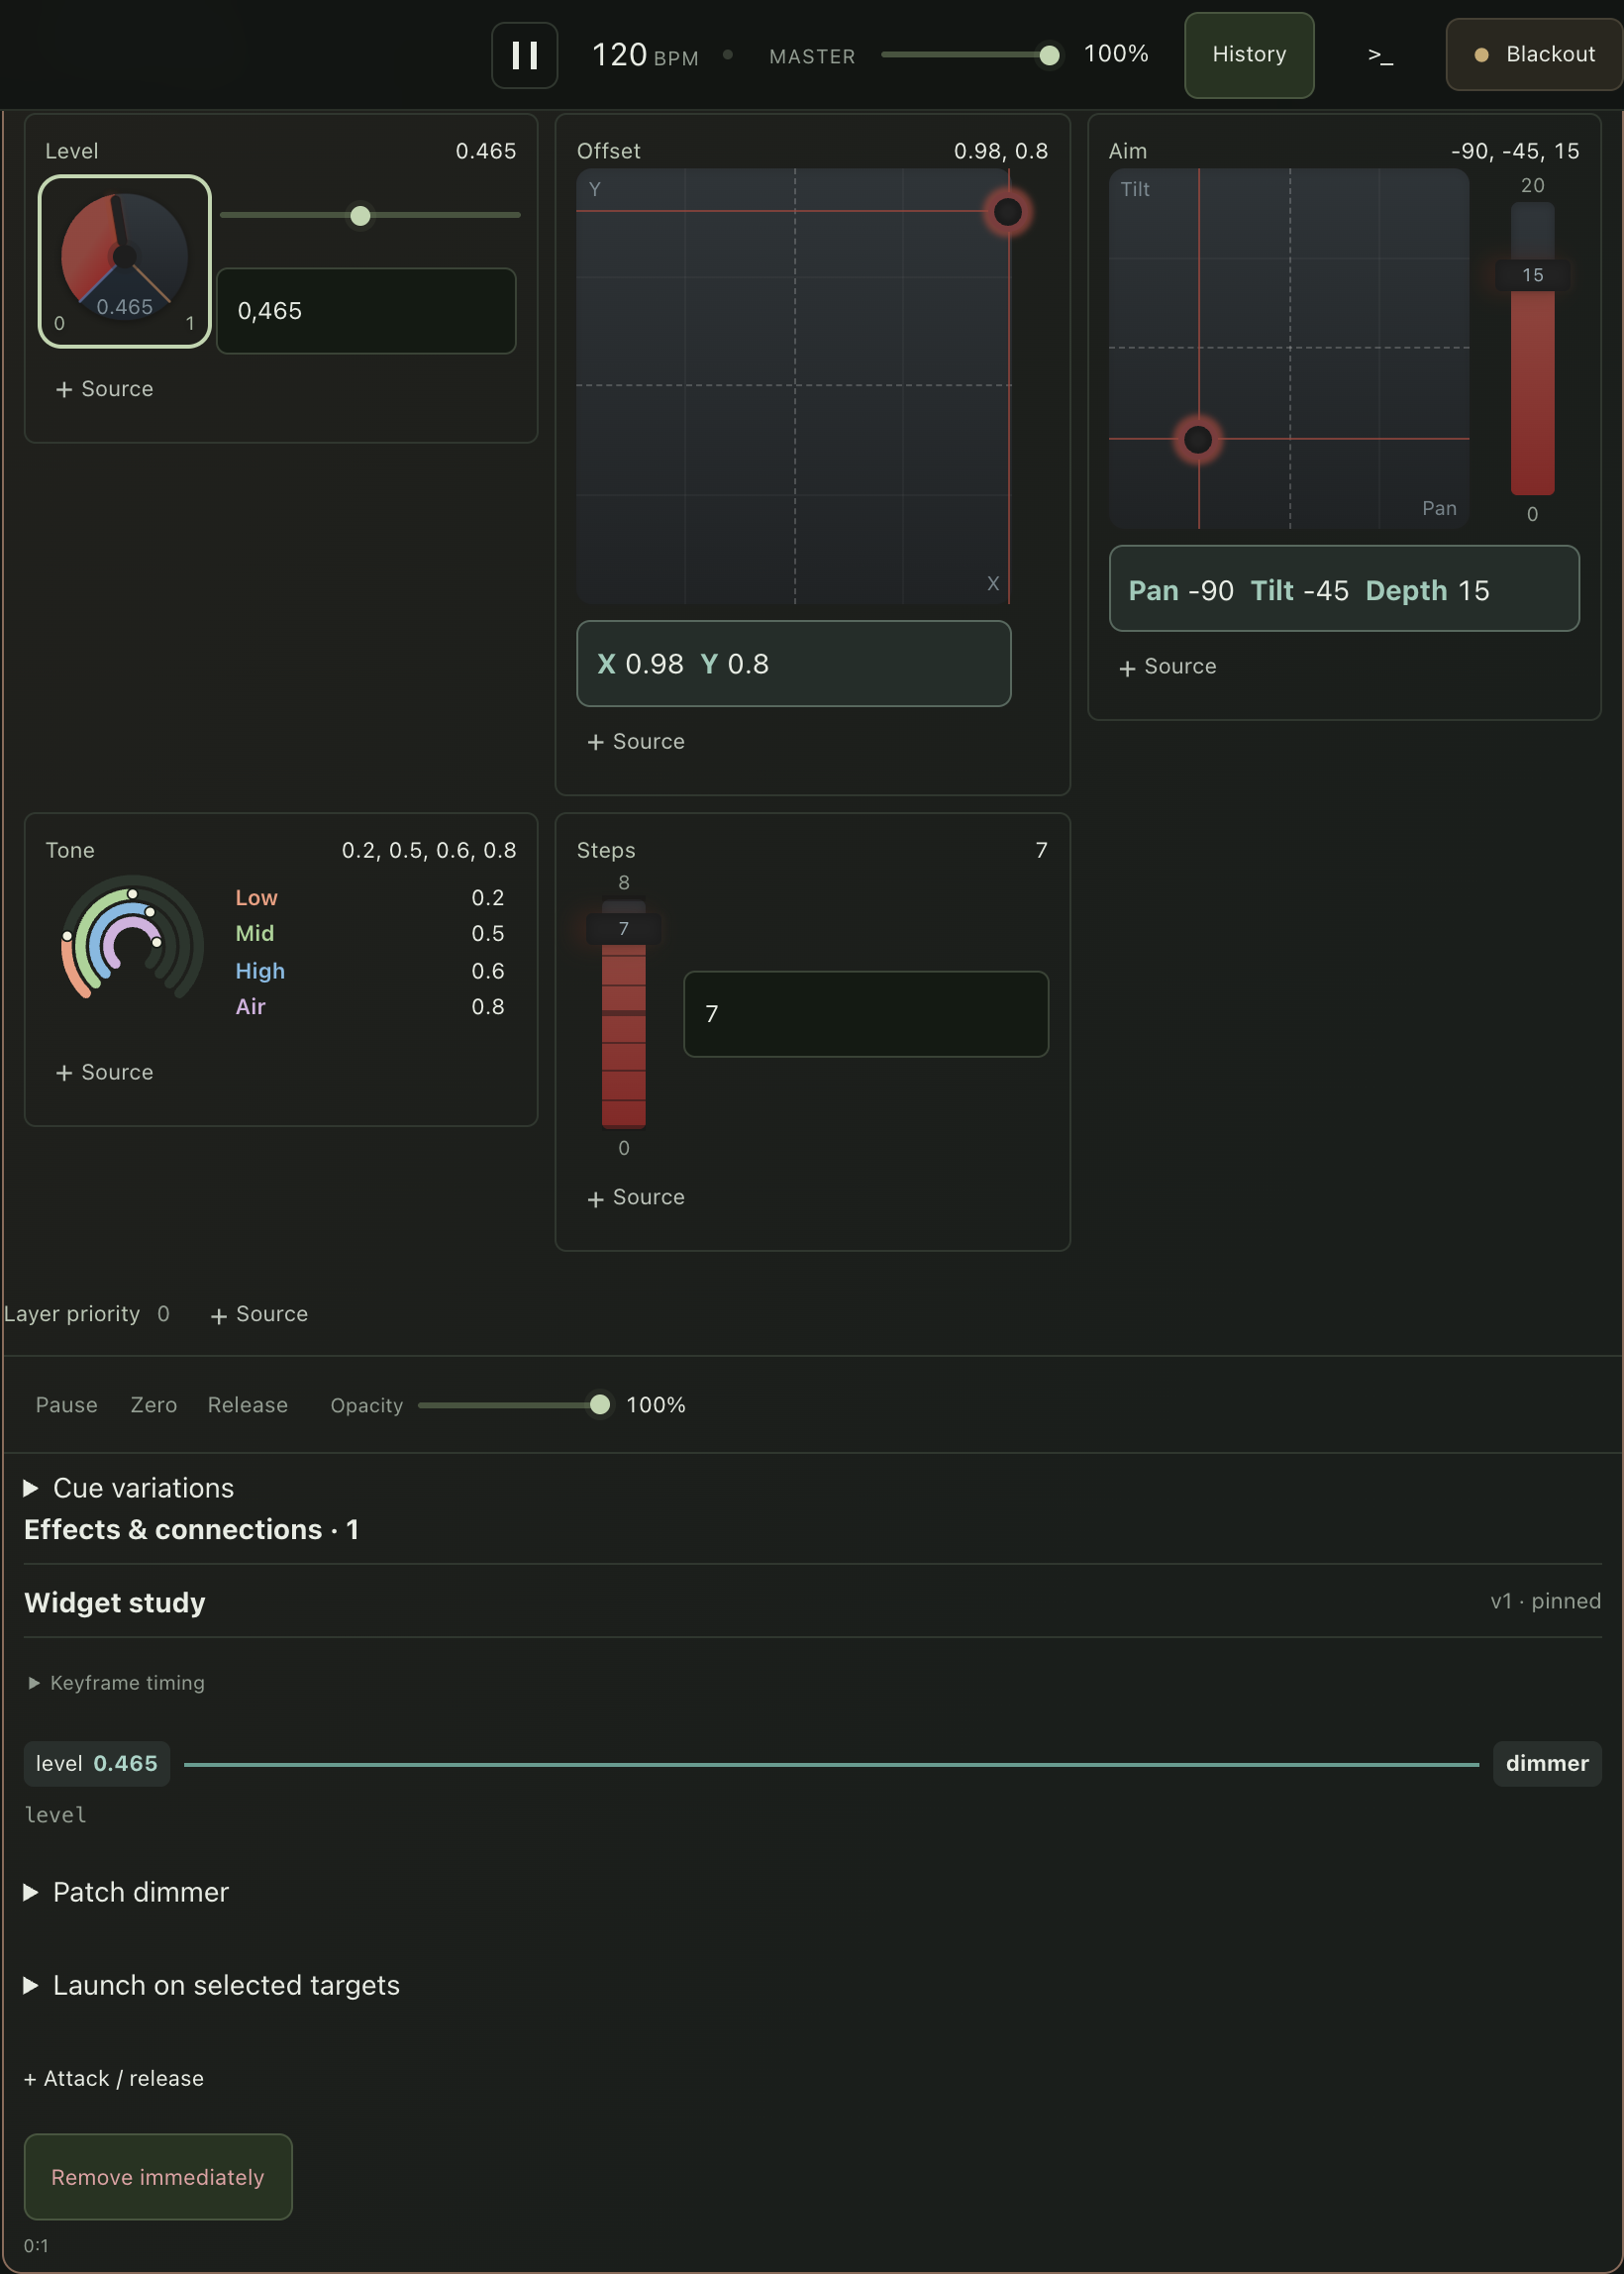 120 BPM MASTER 100% History >_ Blackout
Level 0.465
0.465
0 1
0,465
+ Source
Offset 0.98, 0.8
Y
X
X 0.98 Y 0.8
+ Source
Aim -90, -45, 15
Tilt
20
15
Pan
0
Pan -90 Tilt -45 Depth 15
+ Source
Tone 0.2, 0.5, 0.6, 0.8
Low 0.2
Mid 0.5
High 0.6
Air 0.8
+ Source
Steps 7
8
7
7
0
+ Source
Layer priority 0 + Source
Pause Zero Release Opacity 100%
Cue variations
Effects & connections · 1
Widget study v1 · pinned
Keyframe timing
level 0.465 dimmer
level
Patch dimmer
Launch on selected targets
+ Attack / release
Remove immediately
0:1